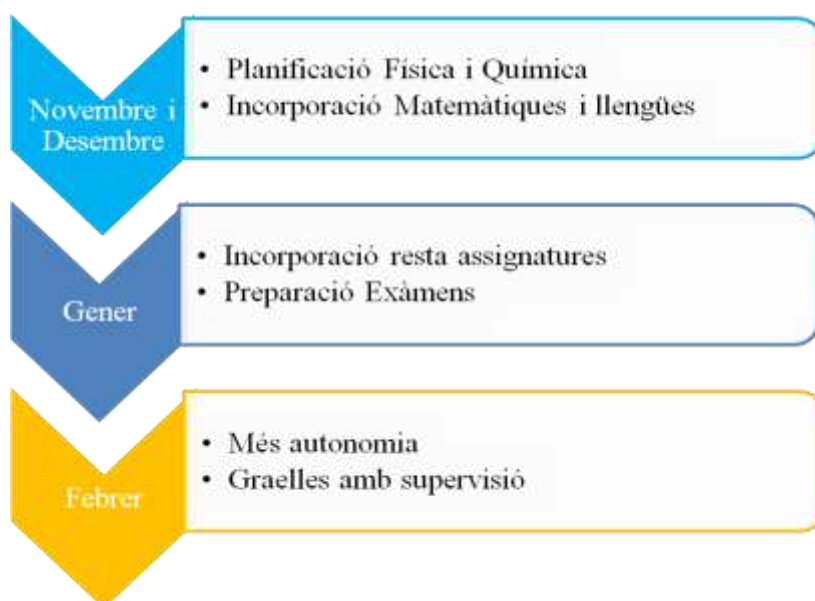 Novembre i
Desembre
• Planificació Física i Química
• Incorporació Matemàtiques i llengües
Gener
• Incorporació resta assignatures
• Preparació Exàmens
Febrer
• Més autonomia
• Graelles amb supervisió